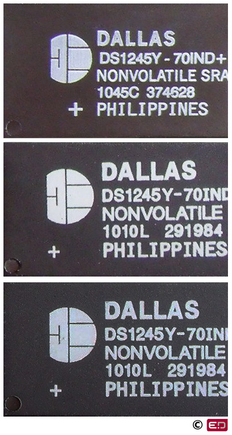 DALLAS
DS1245Y-70IND+
NONVOLATILE SRA
1045C 374628
+ PHILIPPINES
DALLAS
DS1245Y-70IND
NONVOLATILE
1010L 291984
+ PHILIPPINES
DALLAS
DS1245Y-70IN
NONVOLATILE
1010L 291984
+ PHILIPPINES
© ED